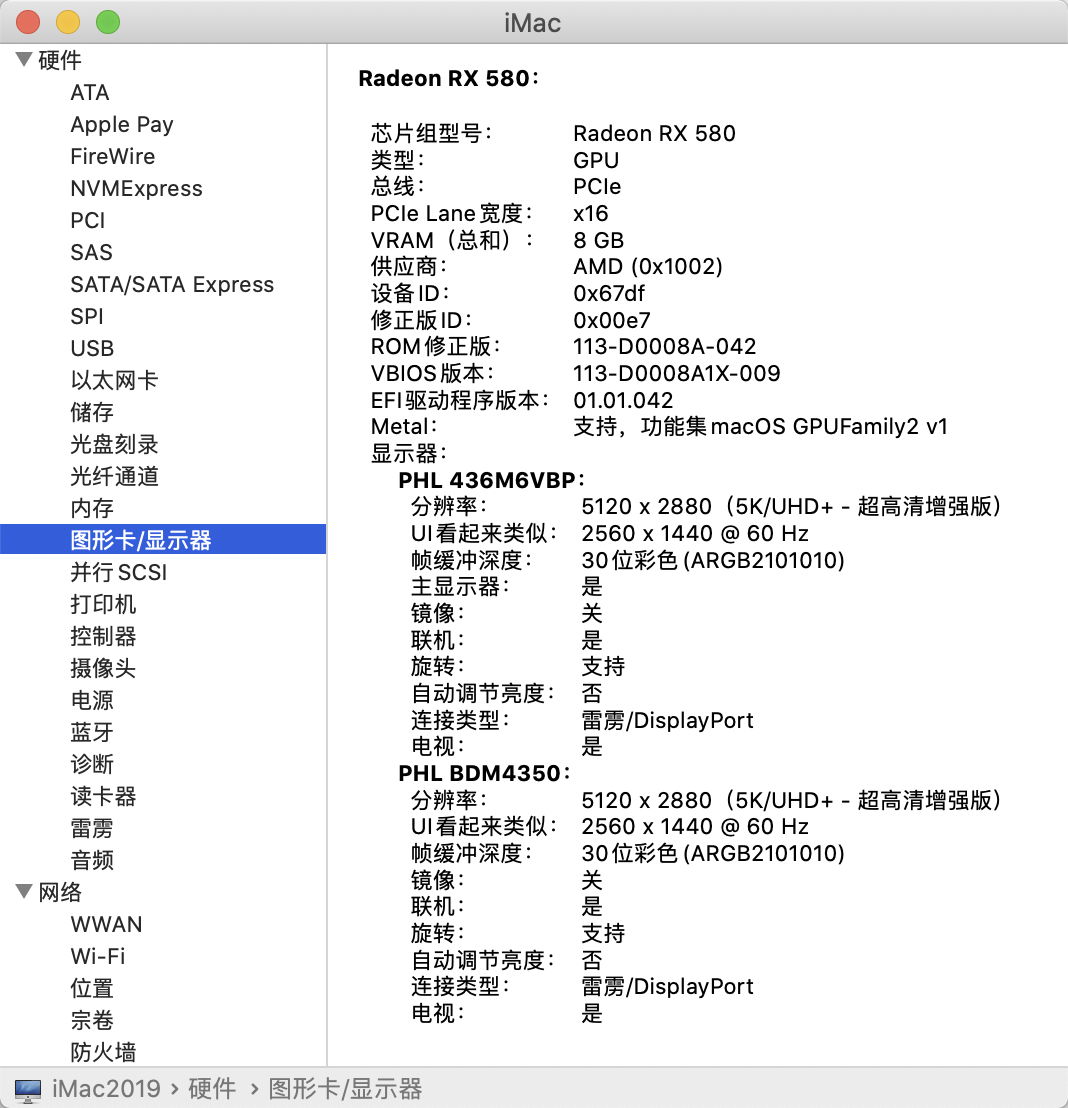 iMac
硬件
ATA
Apple Pay
FireWire
NVMExpress
PCI
SAS
SATA/SATA Express
SPI
USB
以太网卡
储存
光盘刻录
光纤通道
内存
图形卡/显示器
并行SCSI
打印机
控制器
摄像头
电源
蓝牙
诊断
读卡器
雷雳
音频
网络
WWAN
Wi-Fi
位置
宗卷
防火墙
Radeon RX 580：
芯片组型号： Radeon RX 580
类型： GPU
总线： PCIe
PCIe Lane宽度： x16
VRAM（总和）： 8 GB
供应商： AMD (0x1002)
设备ID： 0x67df
修正版ID： 0x00e7
ROM修正版： 113-D0008A-042
VBIOS版本： 113-D0008A1X-009
EFI驱动程序版本： 01.01.042
Metal： 支持，功能集macOS GPUFamily2 v1
显示器：
PHL 436M6VBP：
分辨率： 5120 x 2880（5K/UHD+ - 超高清增强版）
UI看起来类似： 2560 x 1440 @ 60 Hz
帧缓冲深度： 30位彩色 (ARGB2101010)
主显示器： 是
镜像： 关
联机： 是
旋转： 支持
自动调节亮度： 否
连接类型： 雷雳/DisplayPort
电视： 是
PHL BDM4350：
分辨率： 5120 x 2880（5K/UHD+ - 超高清增强版）
UI看起来类似： 2560 x 1440 @ 60 Hz
帧缓冲深度： 30位彩色 (ARGB2101010)
镜像： 关
联机： 是
旋转： 支持
自动调节亮度： 否
连接类型： 雷雳/DisplayPort
电视： 是
iMac2019 › 硬件 › 图形卡/显示器